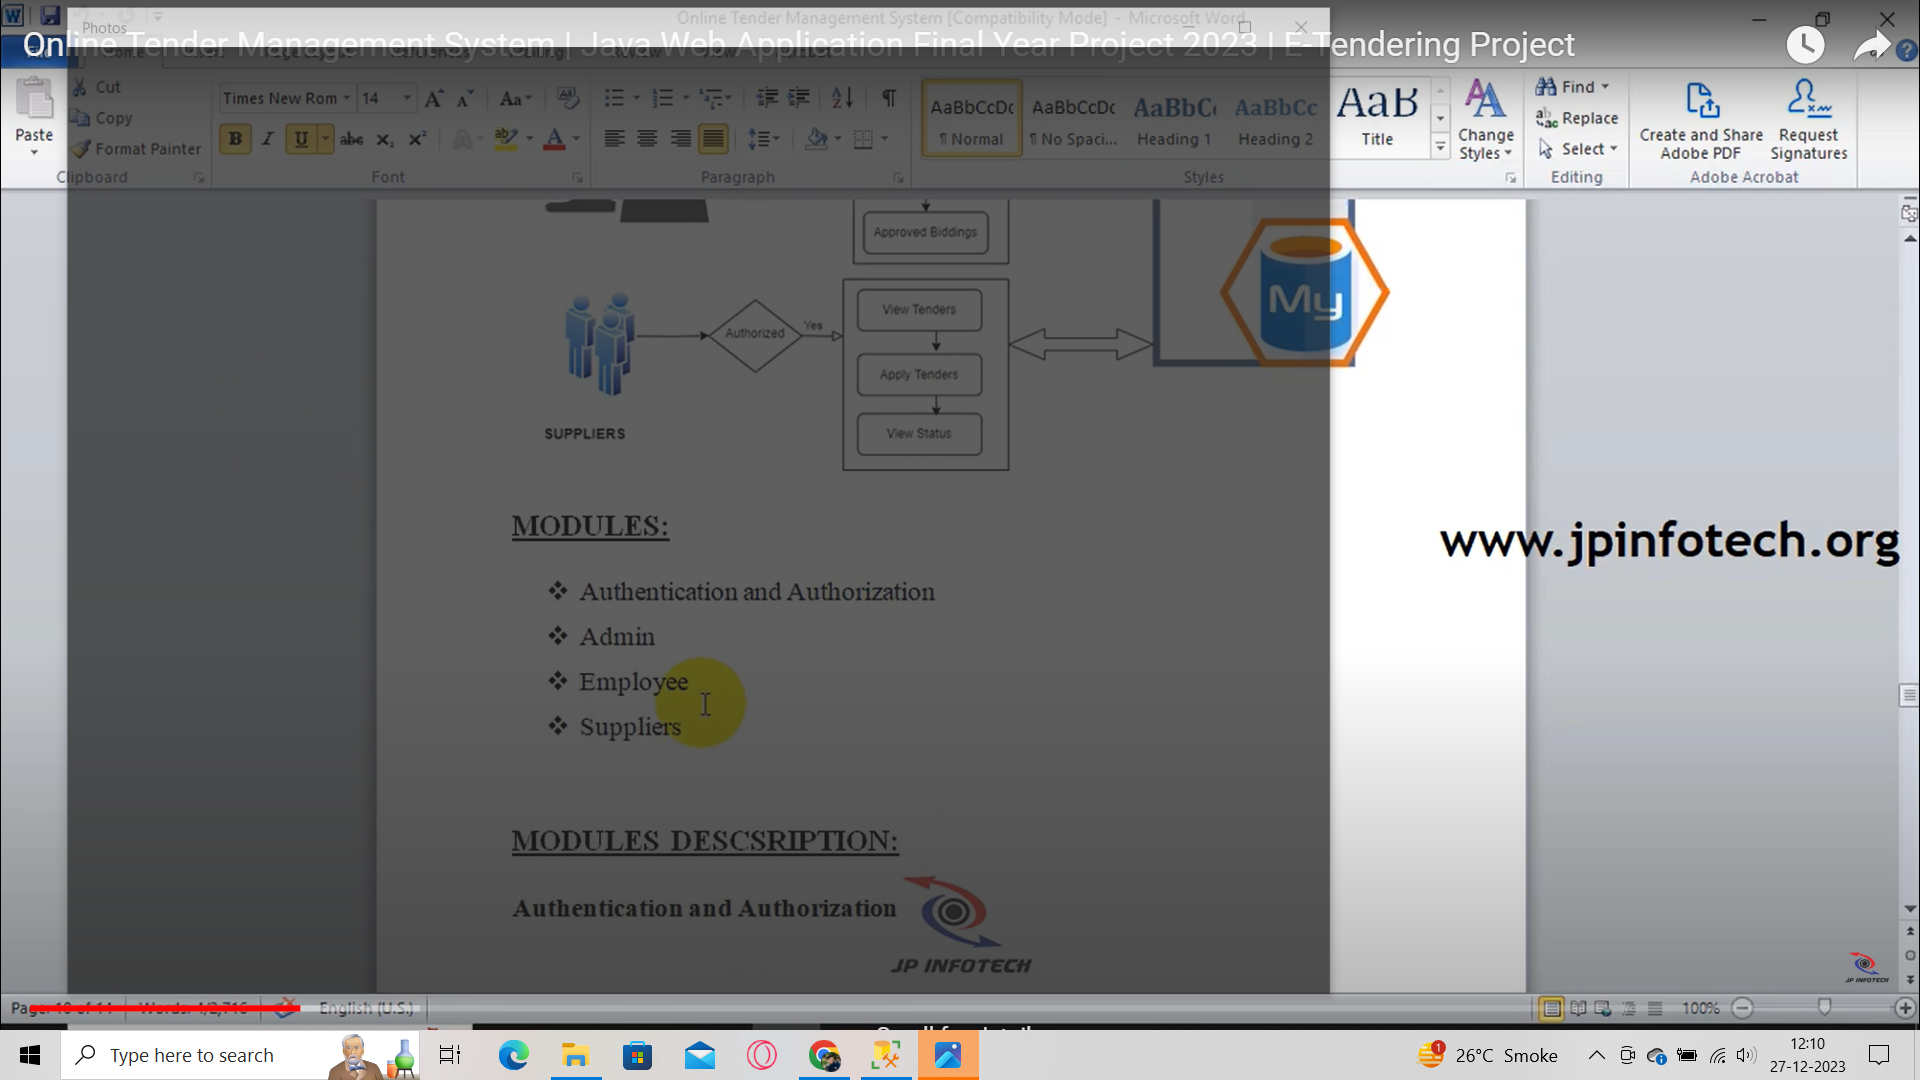 Online Tender Management System [Compatibility Mode] - Microsoft Word
Photos
Online Tender Management System | Java Web Application Final Year Project 2023 | E-Tendering Project
Paste
Cut
Copy
Format Painter
Clipboard
Times New Rom
14
Font
Paragraph
AaBbCcDc
¶ Normal
AaBbCcDc
¶ No Spaci...
AaBbC
Heading 1
AaBbCc
Heading 2
AaB
Title
Change
Styles
Styles
Find
Replace
Select
Editing
Create and Share
Adobe PDF
Request
Signatures
Adobe Acrobat
Approved Biddings
View Tenders
Authorized
Yes
Apply Tenders
View Status
SUPPLIERS
My
MODULES:
Authentication and Authorization
Admin
Employee
Suppliers
www.jpinfotech.org
MODULES DESCSRIPTION:
Authentication and Authorization
JP INFOTECH
JP INFOTECH
English (U.S.)
100%
Type here to search
1
26°C Smoke
12:10
27-12-2023